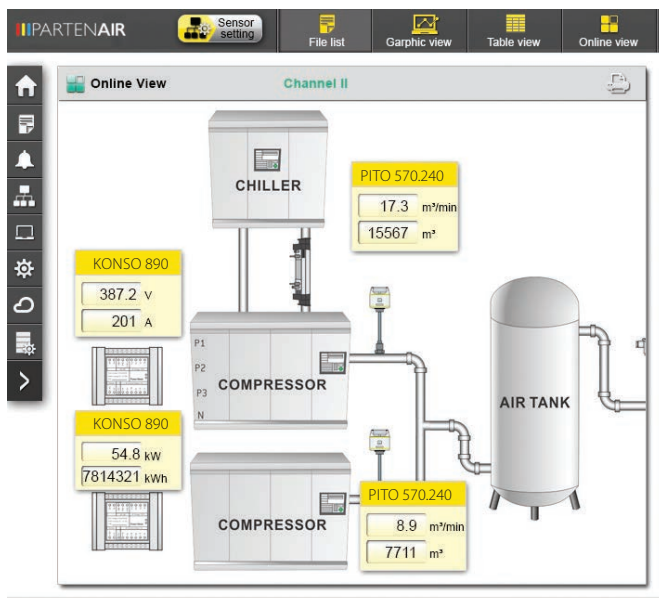 PARTENAIR
Sensor
setting
File list
Garphic view
Table view
Online view
Online View
Channel II
CHILLER
PITO 570.240
17.3 m³/min
15567 m³
KONSO 890
387.2 V
201 A
P1
P2
P3
N
COMPRESSOR
AIR TANK
KONSO 890
54.8 kW
7814321 kWh
COMPRESSOR
PITO 570.240
8.9 m³/min
7711 m³